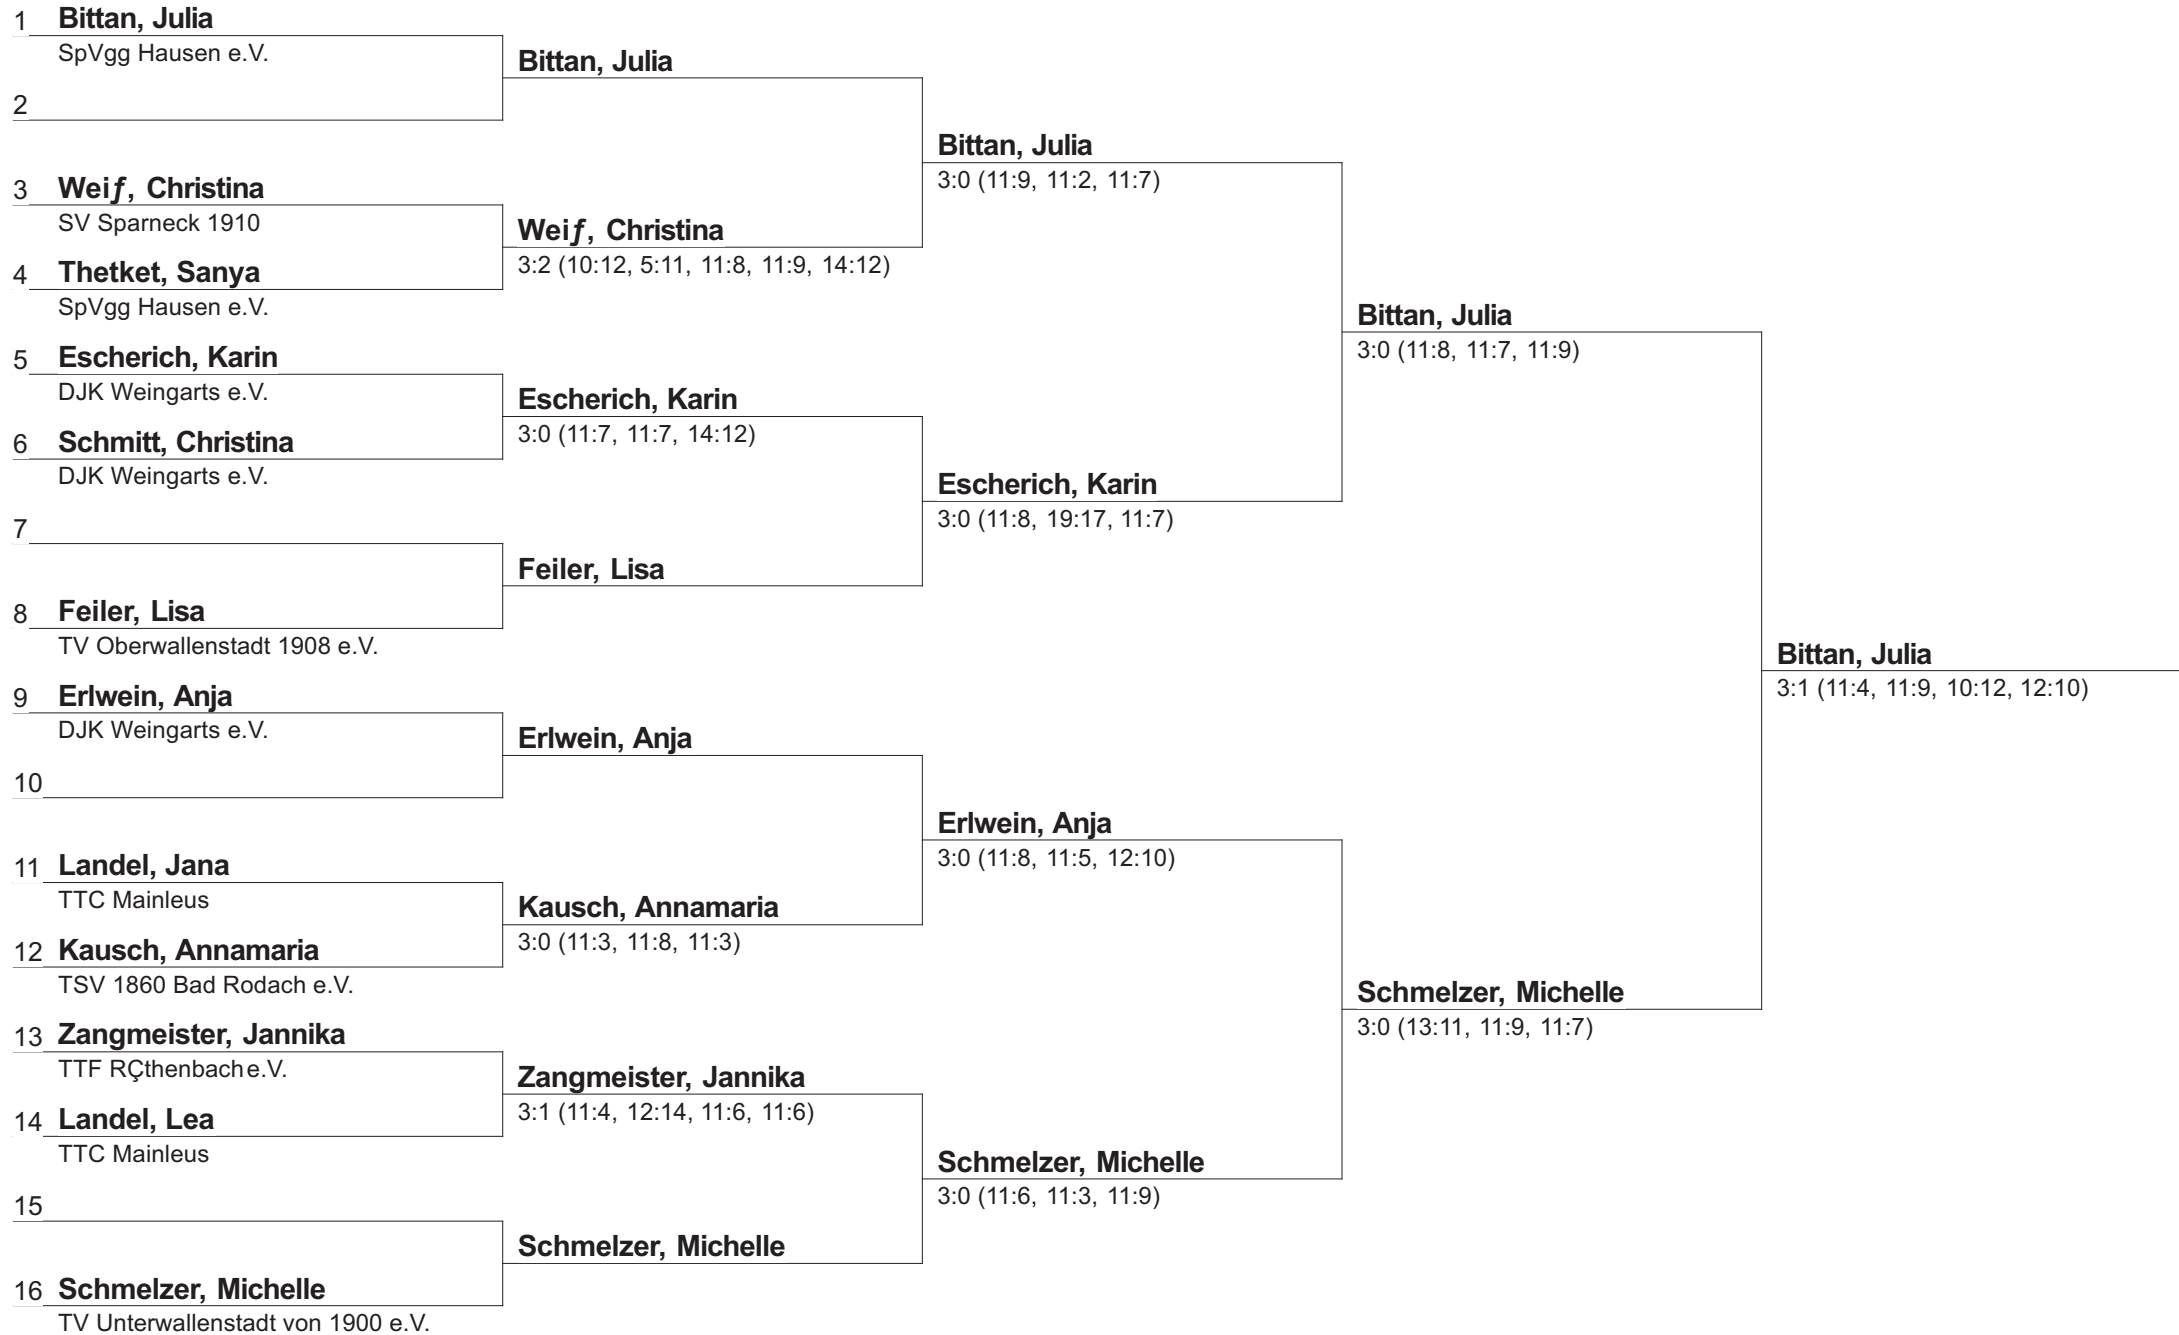 1 Bittan, Julia
SpVgg Hausen e.V.
Bittan, Julia
2
Bittan, Julia
3:0 (11:9, 11:2, 11:7)
3 Weiƒ, Christina
SV Sparneck 1910
Weiƒ, Christina
3:2 (10:12, 5:11, 11:8, 11:9, 14:12)
4 Thetket, Sanya
SpVgg Hausen e.V.
Bittan, Julia
3:0 (11:8, 11:7, 11:9)
5 Escherich, Karin
DJK Weingarts e.V.
Escherich, Karin
3:0 (11:7, 11:7, 14:12)
6 Schmitt, Christina
DJK Weingarts e.V.
Escherich, Karin
3:0 (11:8, 19:17, 11:7)
7
Feiler, Lisa
8 Feiler, Lisa
TV Oberwallenstadt 1908 e.V.
Bittan, Julia
3:1 (11:4, 11:9, 10:12, 12:10)
9 Erlwein, Anja
DJK Weingarts e.V.
Erlwein, Anja
10
Erlwein, Anja
3:0 (11:8, 11:5, 12:10)
11 Landel, Jana
TTC Mainleus
Kausch, Annamaria
3:0 (11:3, 11:8, 11:3)
12 Kausch, Annamaria
TSV 1860 Bad Rodach e.V.
Schmelzer, Michelle
3:0 (13:11, 11:9, 11:7)
13 Zangmeister, Jannika
TTF RÇthenbach e.V.
Zangmeister, Jannika
3:1 (11:4, 12:14, 11:6, 11:6)
14 Landel, Lea
TTC Mainleus
Schmelzer, Michelle
3:0 (11:6, 11:3, 11:9)
15
Schmelzer, Michelle
16 Schmelzer, Michelle
TV Unterwallenstadt von 1900 e.V.